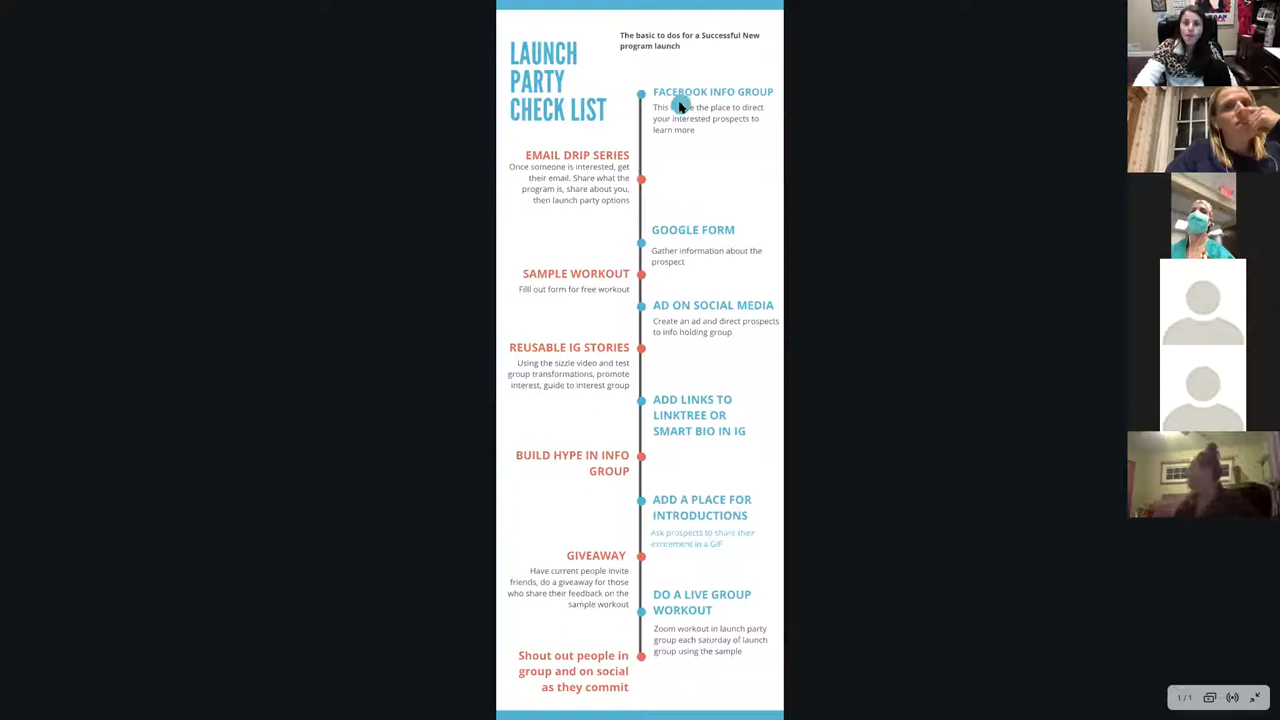 LAUNCH
PARTY
CHECK LIST
The basic to dos for a Successful New
program launch
FACEBOOK INFO GROUP
This the place to direct
your interested prospects to
learn more
EMAIL DRIP SERIES
Once someone is interested, get
their email. Share what the
program is, share about you,
then launch party options
GOOGLE FORM
Gather information about the
prospect
SAMPLE WORKOUT
Filll out form for free workout
AD ON SOCIAL MEDIA
Create an ad and direct prospects
to info holding group
REUSABLE IG STORIES
Using the sizzle video and test
group transformations, promote
interest, guide to interest group
ADD LINKS TO
LINKTREE OR
SMART BIO IN IG
BUILD HYPE IN INFO
GROUP
ADD A PLACE FOR
INTRODUCTIONS
Ask prospects to share their
excitement in a GIF
GIVEAWAY
Have current people invite
friends, do a giveaway for those
who share their feedback on the
sample workout
DO A LIVE GROUP
WORKOUT
Zoom workout in launch party
group each saturday of launch
group using the sample
Shout out people in
group and on social
as they commit
1/1